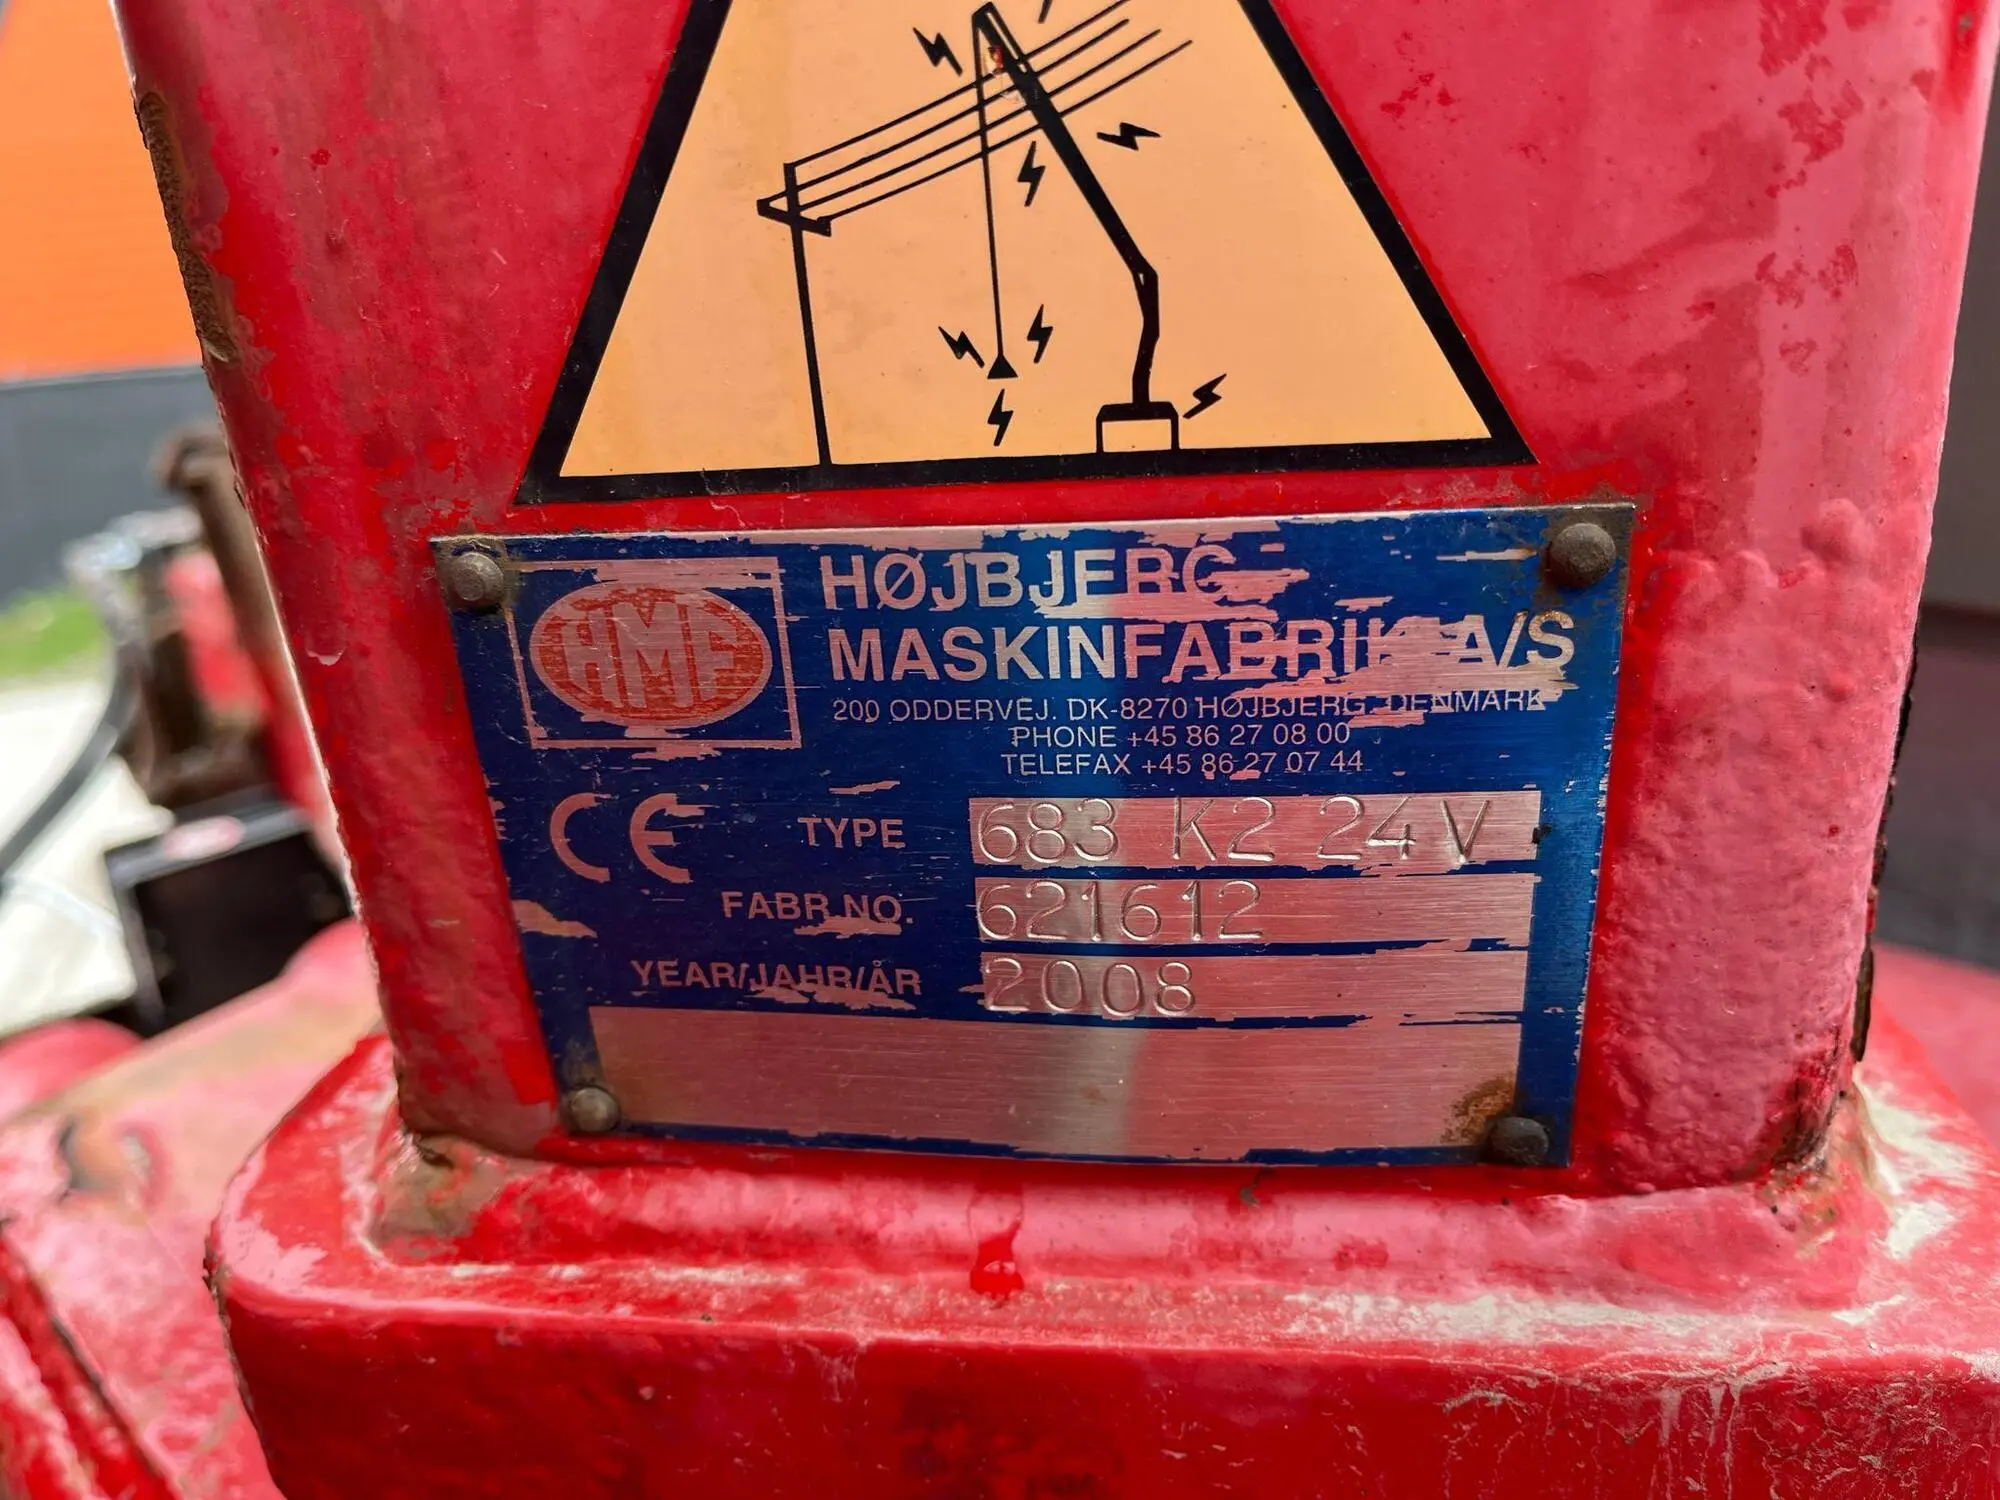 HMF
HØJBJERG
MASKINFABRIK A/S
200 ODDERVEJ. DK-8270 HØJBJERG, DENMARK
PHONE +45 86 27 08 00
TELEFAX +45 86 27 07 44
CE
TYPE 683 K2 24V
FABR.NO. 621612
YEAR/JAHR/ÅR 2008